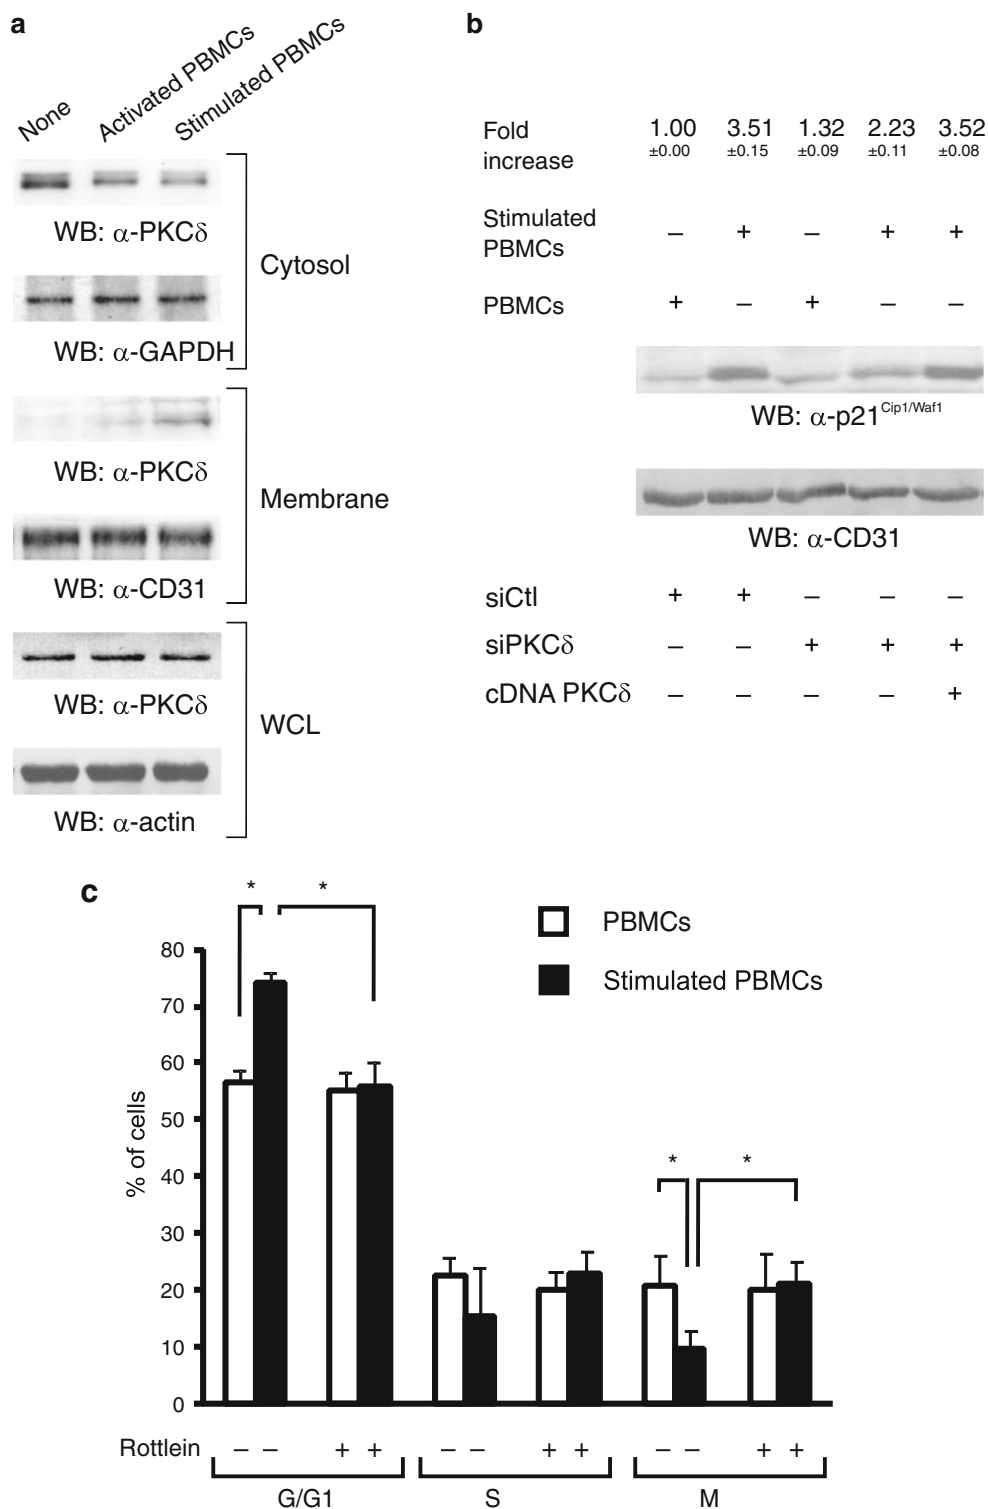 a
None
Activated PBMCs
Stimulated PBMCs
WB: α-PKCδ
WB: α-GAPDH
Cytosol
WB: α-PKCδ
WB: α-CD31
Membrane
WB: α-PKCδ
WB: α-actin
WCL
b
Fold increase 1.00 3.51 1.32 2.23 3.52
±0.00 ±0.15 ±0.09 ±0.11 ±0.08
Stimulated PBMCs – + – + +
PBMCs + – + – –
WB: α-p21Cip1/Waf1
WB: α-CD31
siCtl + + – – –
siPKCδ – – + + +
cDNA PKCδ – – – – +
c
* *
PBMCs
Stimulated PBMCs
% of cells
80
70
60
50
40
30
20
10
0
* *
Rottlein – – + + – – + + – – + +
G/G1 S M